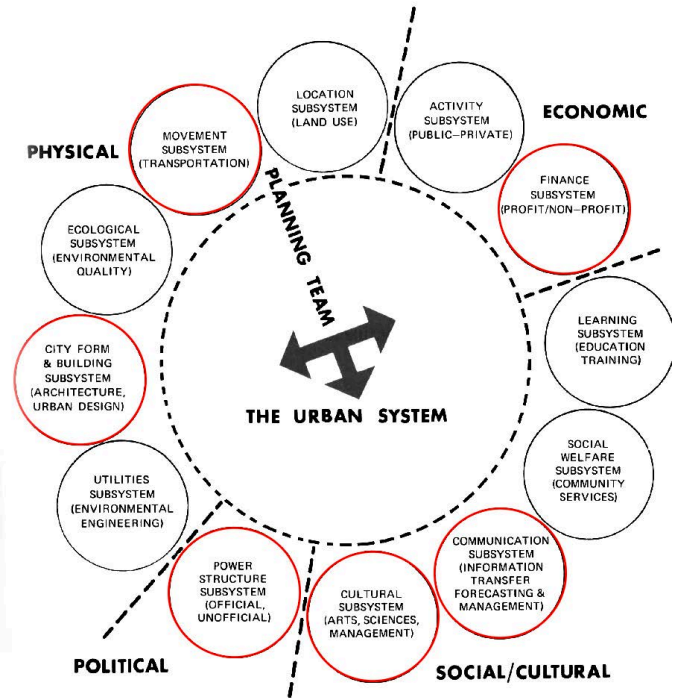 LOCATION
SUBSYSTEM
(LAND USE)
ACTIVITY
SUBSYSTEM
(PUBLIC–PRIVATE)
ECONOMIC
FINANCE
SUBSYSTEM
(PROFIT/NON–PROFIT)
LEARNING
SUBSYSTEM
(EDUCATION
TRAINING)
SOCIAL
WELFARE
SUBSYSTEM
(COMMUNITY
SERVICES)
COMMUNICATION
SUBSYSTEM
(INFORMATION
TRANSFER
FORECASTING &
MANAGEMENT)
SOCIAL/CULTURAL
CULTURAL
SUBSYSTEM
(ARTS, SCIENCES,
MANAGEMENT)
POWER
STRUCTURE
SUBSYSTEM
(OFFICIAL,
UNOFFICIAL)
POLITICAL
UTILITIES
SUBSYSTEM
(ENVIRONMENTAL
ENGINEERING)
CITY FORM
& BUILDING
SUBSYSTEM
(ARCHITECTURE,
URBAN DESIGN)
ECOLOGICAL
SUBSYSTEM
(ENVIRONMENTAL
QUALITY)
PHYSICAL
MOVEMENT
SUBSYSTEM
(TRANSPORTATION)
PLANNING TEAM
THE URBAN SYSTEM